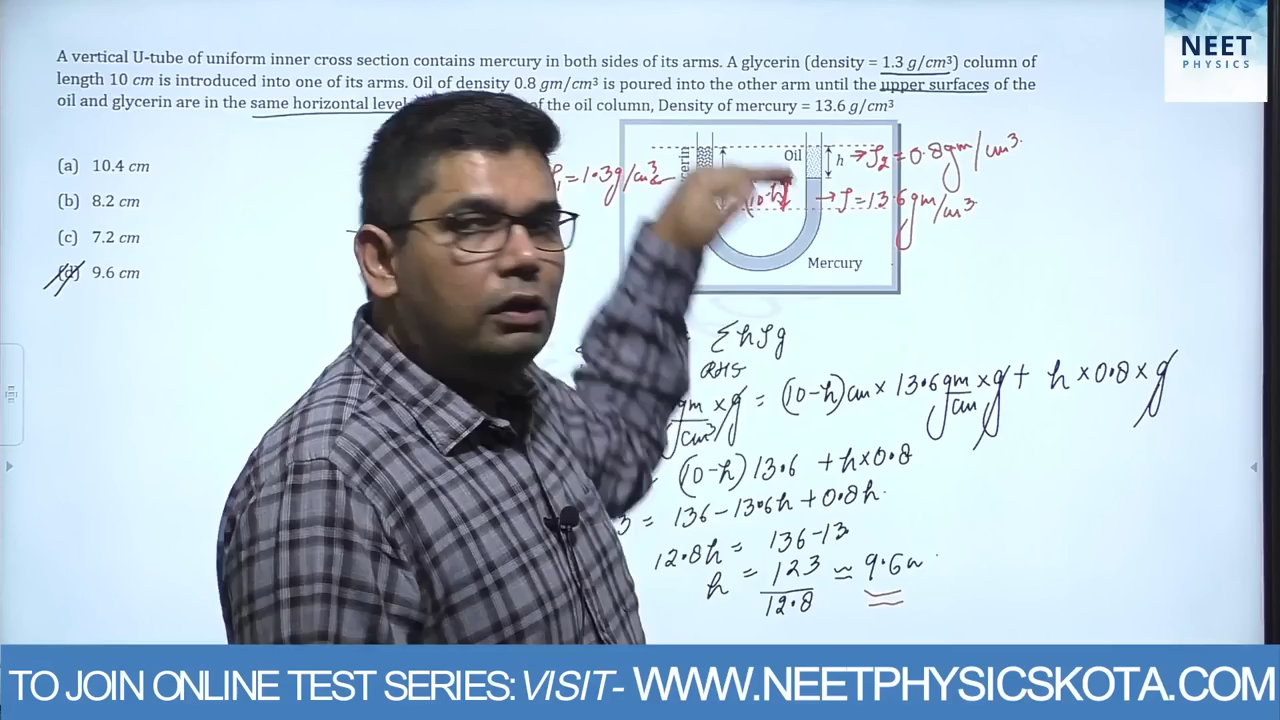 NEET
PHYSICS
A vertical U-tube of uniform inner cross section contains mercury in both sides of its arms. A glycerin (density = 1.3 g/cm³) column of
length 10 cm is introduced into one of its arms. Oil of density 0.8 gm/cm³ is poured into the other arm until the upper surfaces of the
oil and glycerin are in the same horizontal level of the oil column, Density of mercury = 13.6 g/cm³
(a) 10.4 cm
(b) 8.2 cm
(c) 7.2 cm
(d) 9.6 cm
=1.3g/cm³
Oil
h
→ρ₂=0.8gm/cm³
(10-h)
→ρ=13.6gm/cm³
Mercury
Σhρg
RHS
gm/cm³ ×g = (10-h)cm×13.6gm/cm×g + h×0.8×g
(10-h)13.6 +h×0.8
3 = 136-13.6h+0.8h
12.8h = 136-13
h = 123/12.8 ≃ 9.6
TO JOIN ONLINE TEST SERIES: VISIT- WWW.NEETPHYSICSKOTA.COM